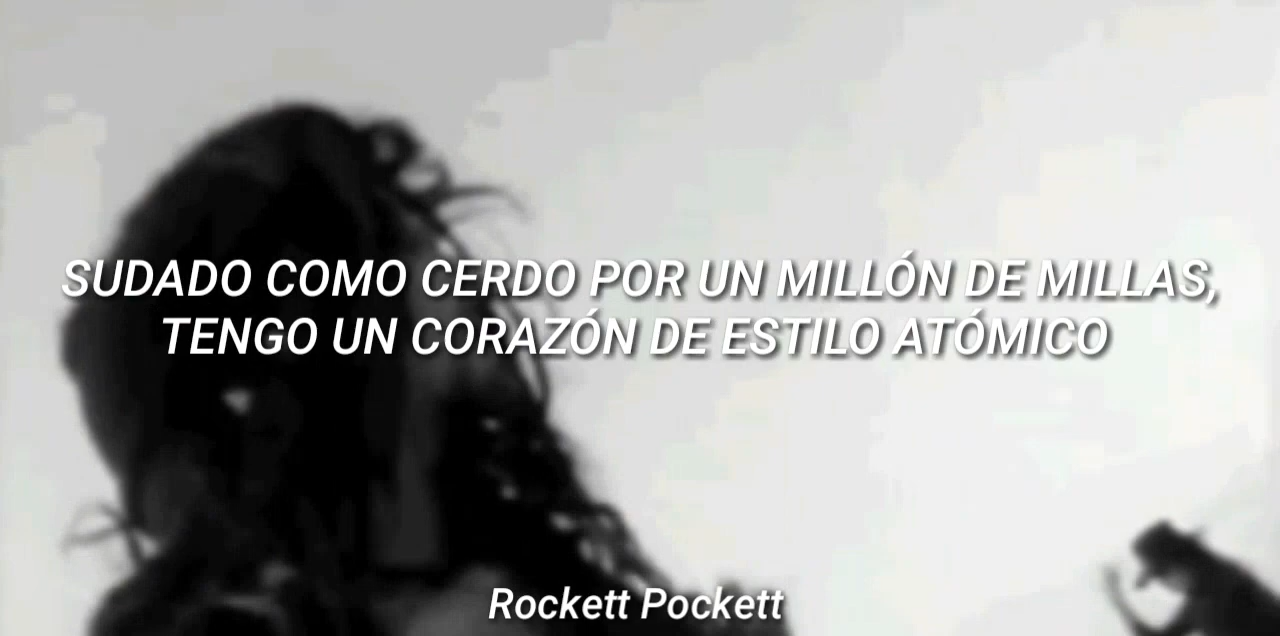 SUDADO COMO CERDO POR UN MILLÓN DE MILLAS,
TENGO UN CORAZÓN DE ESTILO ATÓMICO
Rockett Pockett